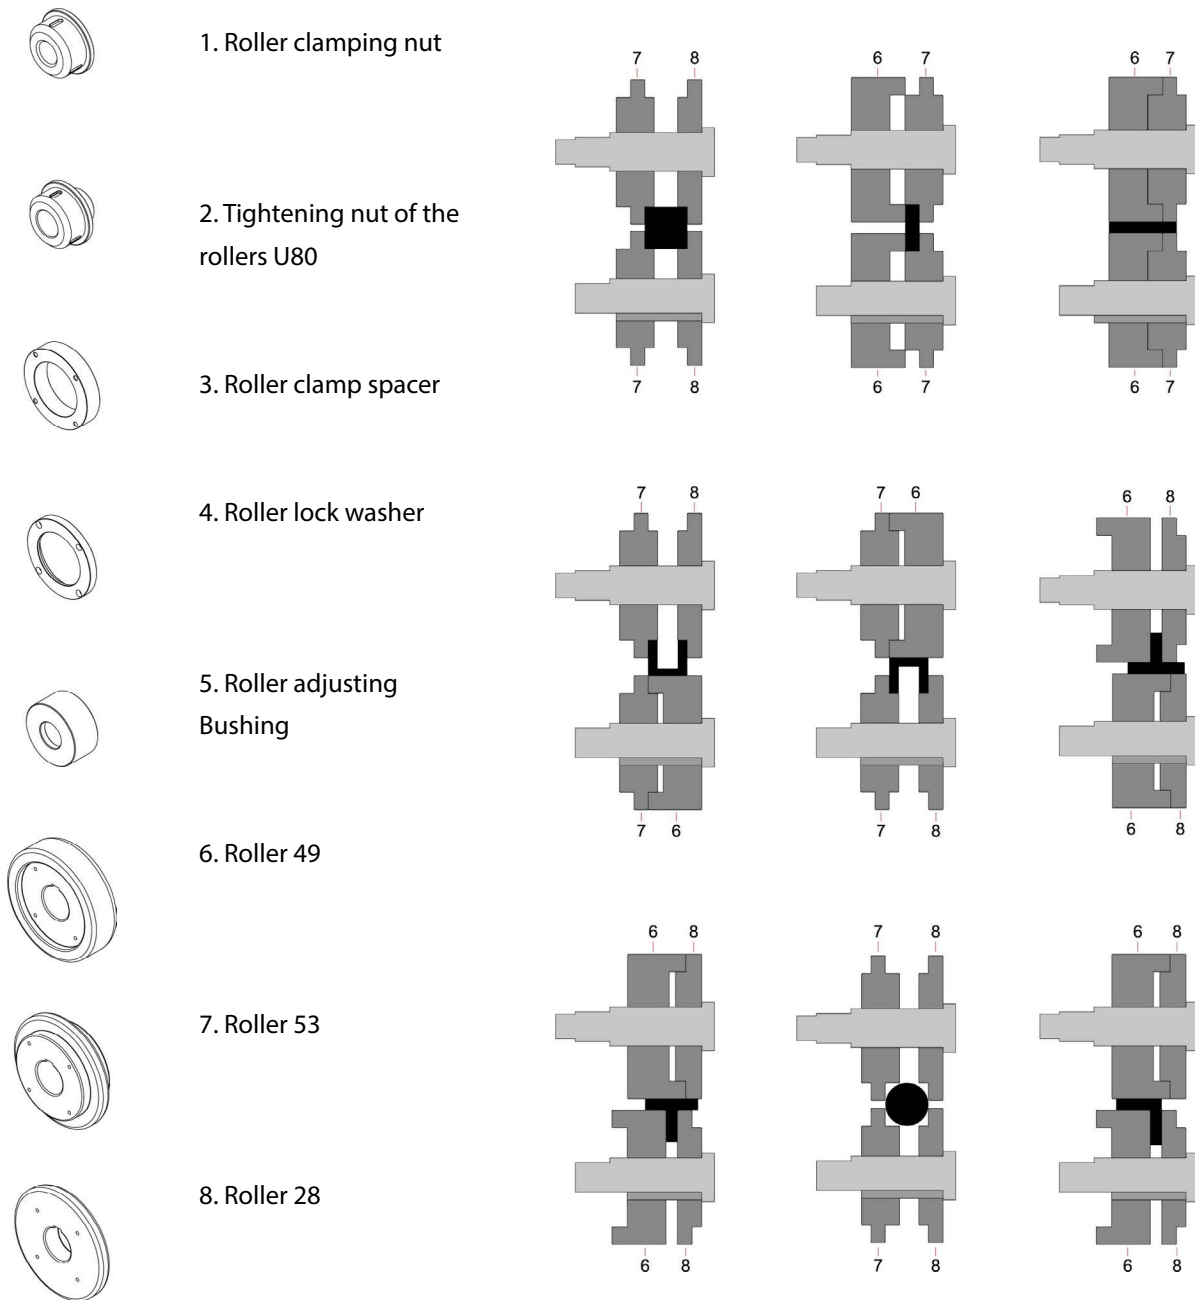 1. Roller clamping nut
2. Tightening nut of the
rollers U80
3. Roller clamp spacer
4. Roller lock washer
5. Roller adjusting
Bushing
6. Roller 49
7. Roller 53
8. Roller 28
7 8
6 7
6 7
7 8
6 7
6 7
7 8
7 6
6 8
7 6
7 8
6 8
6 8
7 8
6 8
6 8
7 8
6 8